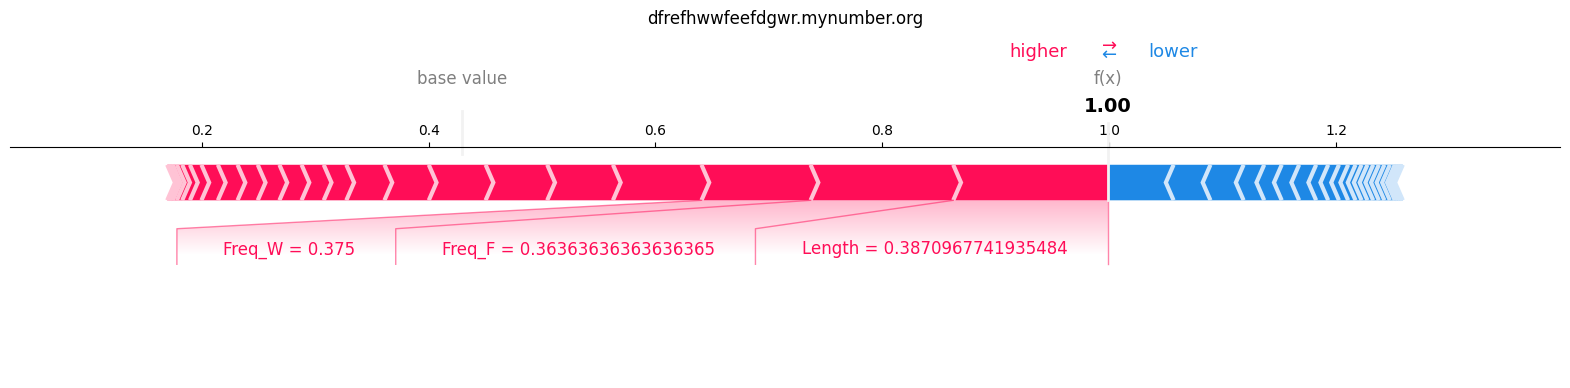 dfrefhwwfeefdgwr.mynumber.org
higher ⇄ lower
base value f(x)
1.00
0.2 0.4 0.6 0.8 1.0 1.2
Freq_W = 0.375 Freq_F = 0.36363636363636365 Length = 0.3870967741935484